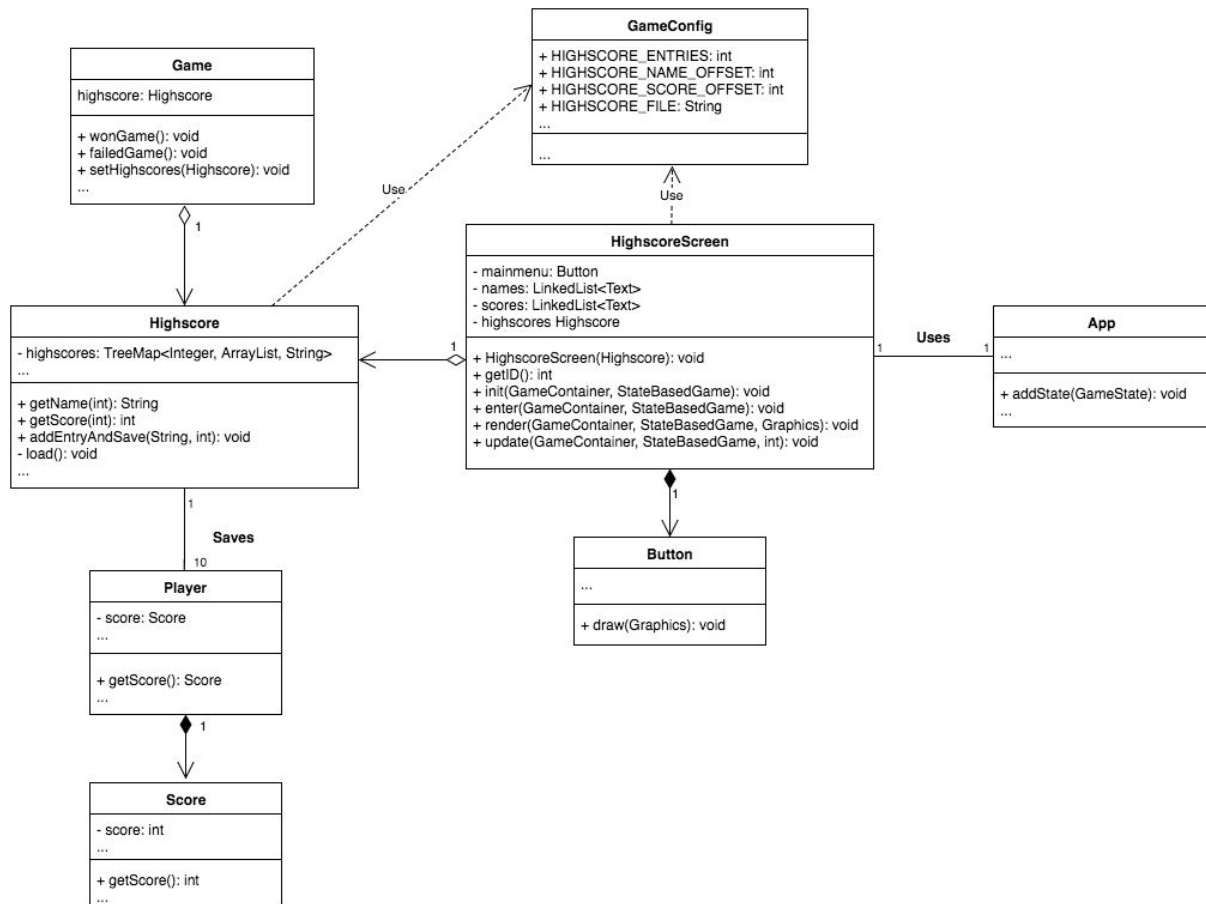 Game
highscore: Highscore
+ wonGame(): void
+ failedGame(): void
+ setHighscores(Highscore): void
...
1
GameConfig
+ HIGHSCORE_ENTRIES: int
+ HIGHSCORE_NAME_OFFSET: int
+ HIGHSCORE_SCORE_OFFSET: int
+ HIGHSCORE_FILE: String
...
...
Use
Use
Highscore
- highscores: TreeMap<Integer, ArrayList, String>
...
+ getName(int): String
+ getScore(int): int
+ addEntryAndSave(String, int): void
- load(): void
...
1
HighscoreScreen
- mainmenu: Button
- names: LinkedList<Text>
- scores: LinkedList<Text>
- highscores Highscore
+ HighscoreScreen(Highscore): void
+ getID(): int
+ init(GameContainer, StateBasedGame): void
+ enter(GameContainer, StateBasedGame): void
+ render(GameContainer, StateBasedGame, Graphics): void
+ update(GameContainer, StateBasedGame, int): void
1
Uses
1
App
...
+ addState(GameState): void
...
1
Button
...
+ draw(Graphics): void
1
Saves
10
Player
- score: Score
...
+ getScore(): Score
...
1
Score
- score: int
...
+ getScore(): int
...